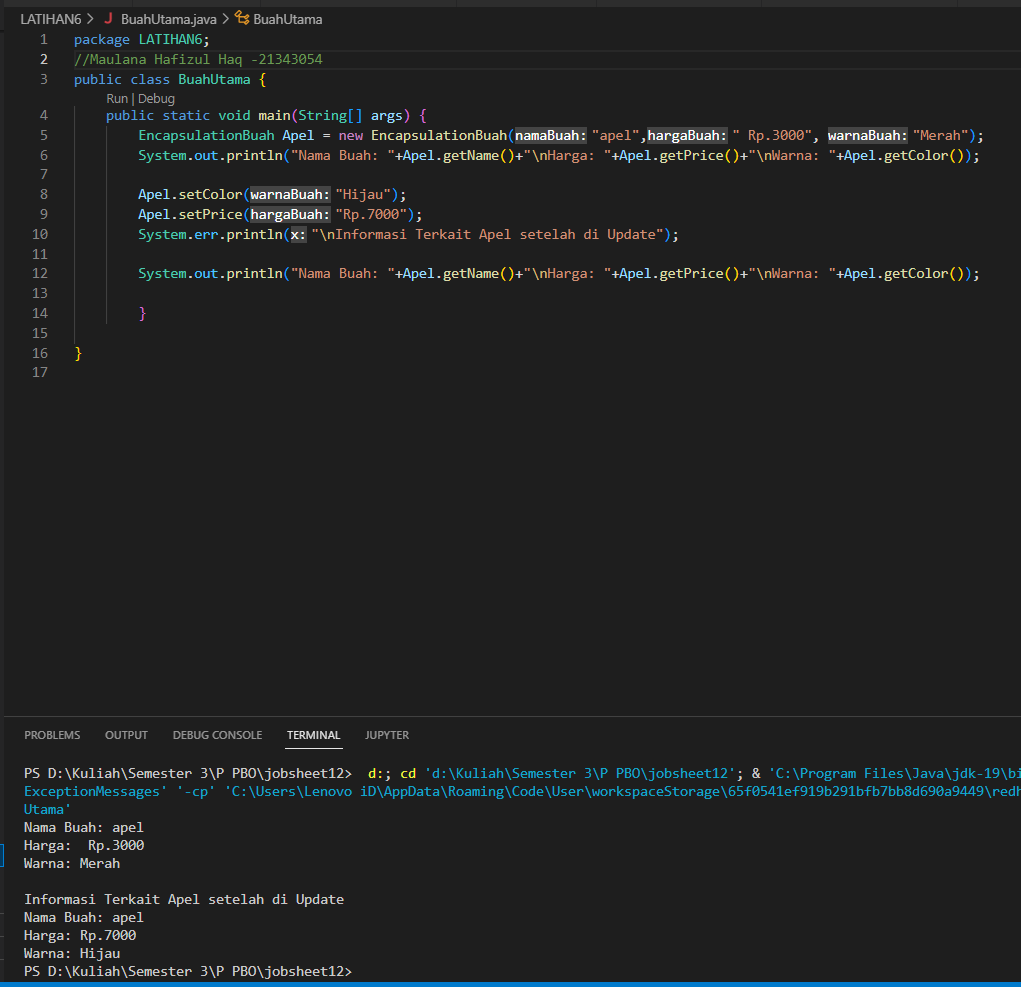 LATIHAN6 > J BuahUtama.java > BuahUtama
1 package LATIHAN6;
2 //Maulana Hafizul Haq -21343054
3 public class BuahUtama {
Run | Debug
4 public static void main(String[] args) {
5 EncapsulationBuah Apel = new EncapsulationBuah(namaBuah: "apel",hargaBuah: " Rp.3000", warnaBuah: "Merah");
6 System.out.println("Nama Buah: "+Apel.getName()+"\nHarga: "+Apel.getPrice()+"\nWarna: "+Apel.getColor());
7
8 Apel.setColor(warnaBuah: "Hijau");
9 Apel.setPrice(hargaBuah: "Rp.7000");
10 System.err.println(x: "\nInformasi Terkait Apel setelah di Update");
11
12 System.out.println("Nama Buah: "+Apel.getName()+"\nHarga: "+Apel.getPrice()+"\nWarna: "+Apel.getColor());
13
14 }
15
16 }
17
PROBLEMS OUTPUT DEBUG CONSOLE TERMINAL JUPYTER
PS D:\Kuliah\Semester 3\P PBO\jobsheet12> d:; cd 'd:\Kuliah\Semester 3\P PBO\jobsheet12'; & 'C:\Program Files\Java\jdk-19\bi
ExceptionMessages' '-cp' 'C:\Users\Lenovo iD\AppData\Roaming\Code\User\workspaceStorage\65f0541ef919b291bfb7bb8d690a9449\redh
Utama'
Nama Buah: apel
Harga:  Rp.3000
Warna: Merah
Informasi Terkait Apel setelah di Update
Nama Buah: apel
Harga: Rp.7000
Warna: Hijau
PS D:\Kuliah\Semester 3\P PBO\jobsheet12>